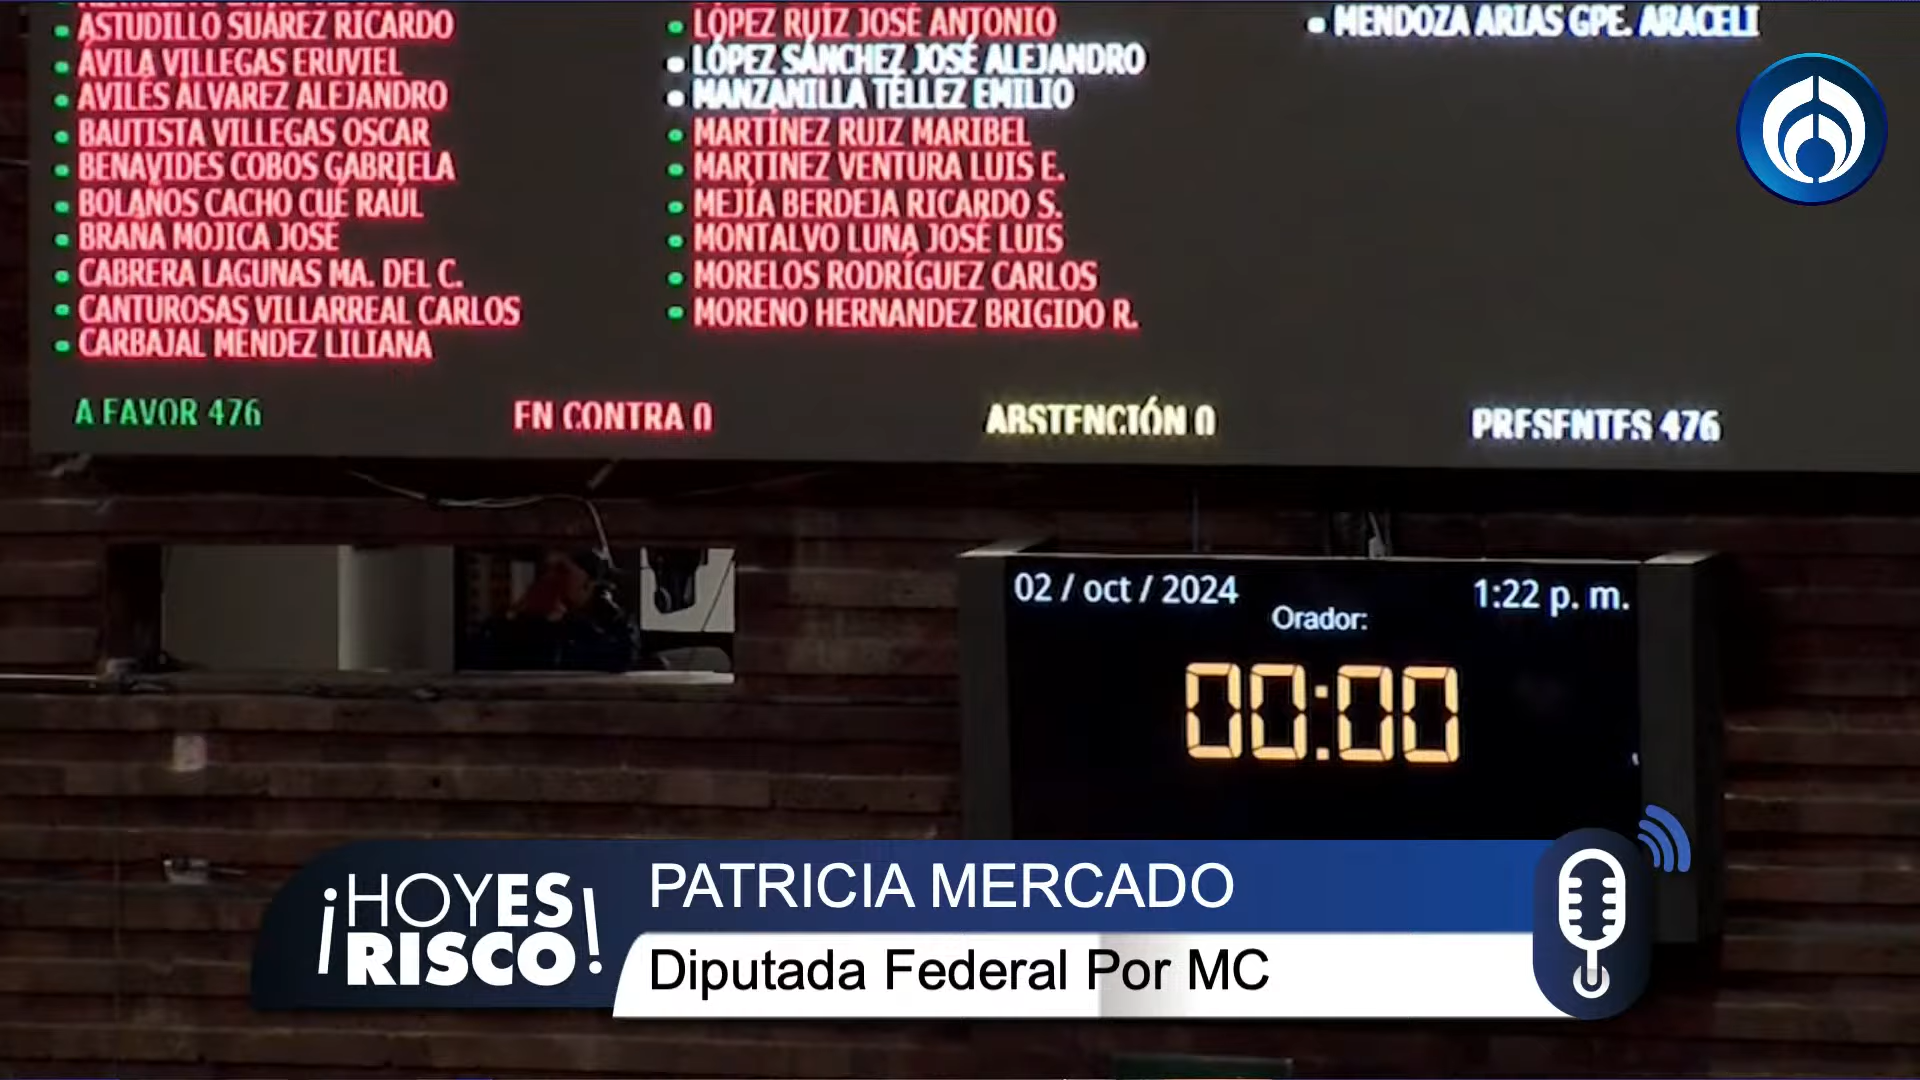 ASTUDILLO SUÁREZ RICARDO
ÁVILA VILLEGAS ERUVIEL
AVILÉS ÁLVAREZ ALEJANDRO
BAUTISTA VILLEGAS OSCAR
BENAVIDES COBOS GABRIELA
BOLAÑOS CACHO CUÉ RAÚL
BRAÑA MOJICA JOSÉ
CABRERA LAGUNAS MA. DEL C.
CANTUROSAS VILLARREAL CARLOS
CARBAJAL MÉNDEZ LILIANA
LÓPEZ RUÍZ JOSÉ ANTONIO
LÓPEZ SÁNCHEZ JOSÉ ALEJANDRO
MANZANILLA TÉLLEZ EMILIO
MARTÍNEZ RUIZ MARIBEL
MARTINEZ VENTURA LUIS E.
MEJÍA BERDEJA RICARDO S.
MONTALVO LUNA JOSÉ LUIS
MORELOS RODRÍGUEZ CARLOS
MORENO HERNANDEZ BRIGIDO R.
MENDOZA ARIAS GPE. ARACELI
A FAVOR 476
EN CONTRA 0
ABSTENCIÓN 0
PRESENTES 476
02 / oct / 2024
1:22 p. m.
Orador:
00:00
¡HOY ES
RISCO!
PATRICIA MERCADO
Diputada Federal Por MC